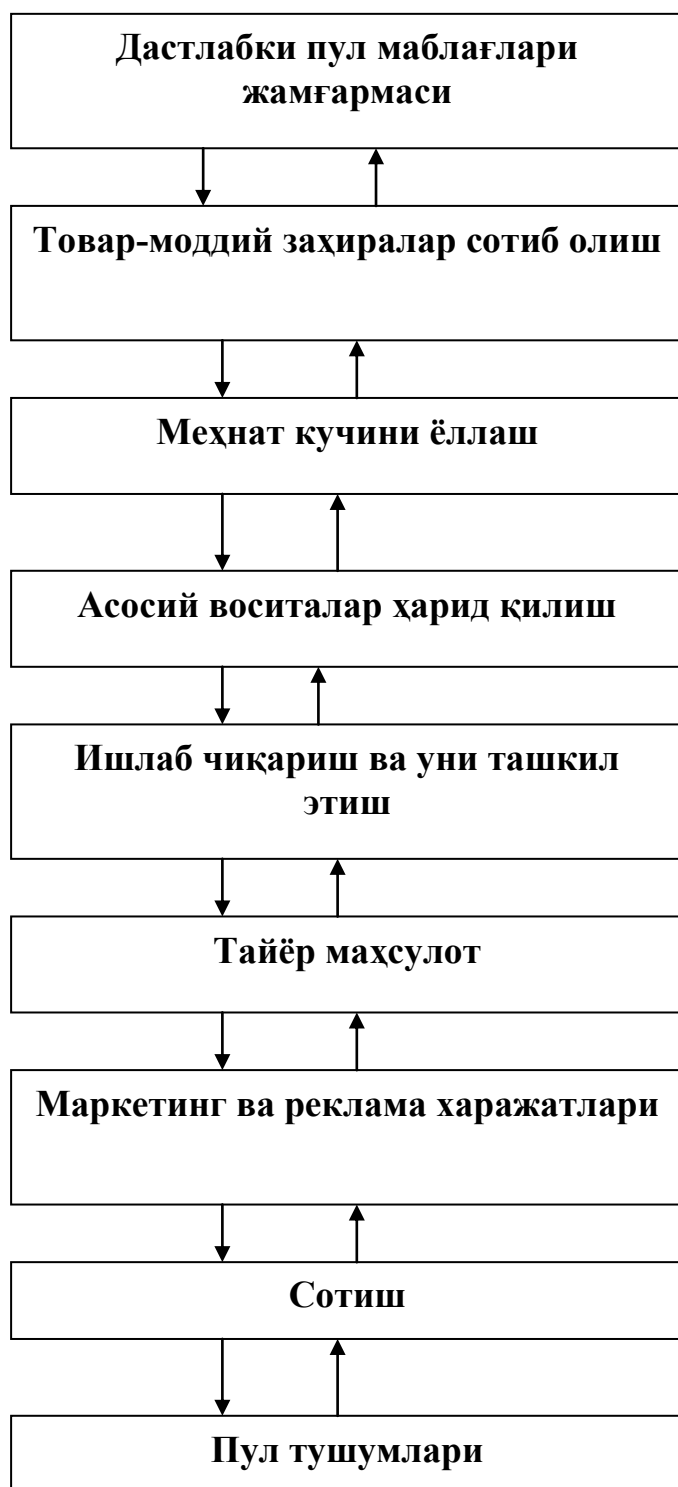 Дастлабки пул маблағлари
жамғармаси
Товар-моддий заҳиралар сотиб олиш
Меҳнат кучини ёллаш
Асосий воситалар ҳарид қилиш
Ишлаб чиқариш ва уни ташкил
этиш
Тайёр маҳсулот
Маркетинг ва реклама харажатлари
Сотиш
Пул тушумлари